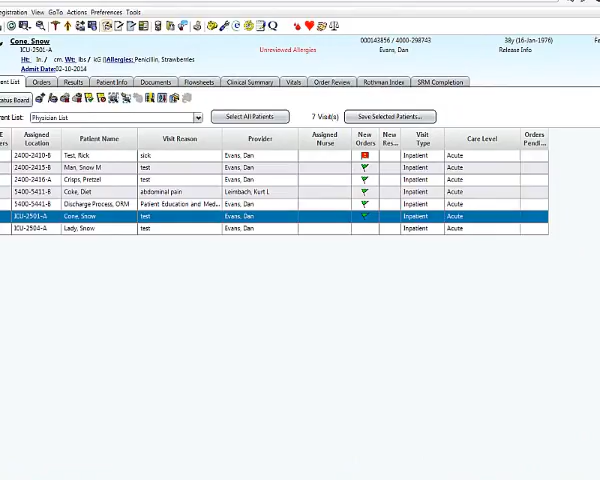 egistration View GoTo Actions Preferences Tools
Cone, Snow 000143856 / 4000-298743 38y (16-Jan-1976) Fe
ICU-2501-A Unreviewed Allergies Evans, Dan Release Info
Ht: In. / cm. Wt: lbs / kG Allergies: Penicillin, Strawberries
Admit Date: 02-10-2014
ent List Orders Results Patient Info Documents Flowsheets Clinical Summary Vitals Order Review Rothman Index SRM Completion
tatus Board
ent List: Physician List Select All Patients 7 Visit(s) Save Selected Patients...
E Assigned Patient Name Visit Reason Provider Assigned New New Visit Care Level Orders
ers Location Nurse Orders Res... Type Pendi...
2400-2410-B Test, Rick sick Evans, Dan Inpatient Acute
2400-2415-B Man, Snow M test Evans, Dan Inpatient Acute
2400-2416-A Crisps, Pretzel test Evans, Dan Inpatient Acute
5400-5411-B Coke, Diet abdominal pain Leimbach, Kurt L Inpatient Acute
5400-5441-B Discharge Process, ORM Patient Education and Med... Evans, Dan Inpatient Acute
ICU-2501-A Cone, Snow test Evans, Dan Inpatient Acute
ICU-2504-A Lady, Snow test Evans, Dan Inpatient Acute